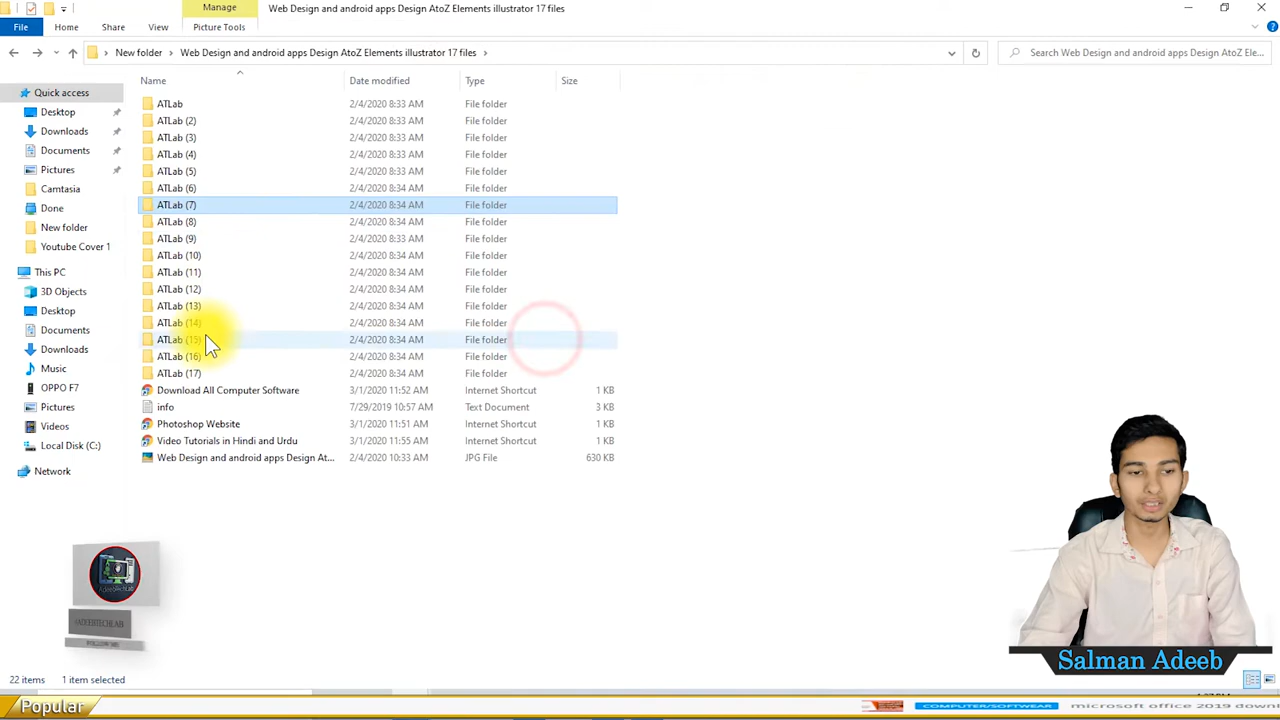 Manage
Web Design and android apps Design AtoZ Elements illustrator 17 files
File Home Share View Picture Tools
New folder Web Design and android apps Design AtoZ Elements illustrator 17 files
Search Web Design and android apps Design AtoZ Ele...
Name Date modified Type Size
Quick access
Desktop
Downloads
Documents
Pictures
Camtasia
Done
New folder
Youtube Cover 1
This PC
3D Objects
Desktop
Documents
Downloads
Music
OPPO F7
Pictures
Videos
Local Disk (C:)
Network
ATLab 2/4/2020 8:33 AM File folder
ATLab (2) 2/4/2020 8:33 AM File folder
ATLab (3) 2/4/2020 8:33 AM File folder
ATLab (4) 2/4/2020 8:33 AM File folder
ATLab (5) 2/4/2020 8:33 AM File folder
ATLab (6) 2/4/2020 8:34 AM File folder
ATLab (7) 2/4/2020 8:34 AM File folder
ATLab (8) 2/4/2020 8:34 AM File folder
ATLab (9) 2/4/2020 8:33 AM File folder
ATLab (10) 2/4/2020 8:34 AM File folder
ATLab (11) 2/4/2020 8:34 AM File folder
ATLab (12) 2/4/2020 8:34 AM File folder
ATLab (13) 2/4/2020 8:34 AM File folder
ATLab (14) 2/4/2020 8:34 AM File folder
ATLab (15) 2/4/2020 8:34 AM File folder
ATLab (16) 2/4/2020 8:34 AM File folder
ATLab (17) 2/4/2020 8:34 AM File folder
Download All Computer Software 3/1/2020 11:52 AM Internet Shortcut 1 KB
info 7/29/2019 10:57 AM Text Document 3 KB
Photoshop Website 3/1/2020 11:51 AM Internet Shortcut 1 KB
Video Tutorials in Hindi and Urdu 3/1/2020 11:55 AM Internet Shortcut 1 KB
Web Design and android apps Design At... 2/4/2020 10:33 AM JPG File 630 KB
AdeebTechLab
FOLLOW ME
Salman Adeeb
22 items 1 item selected
Popular
COMPUTER/SOFTWEAR microsoft office 2019 downl